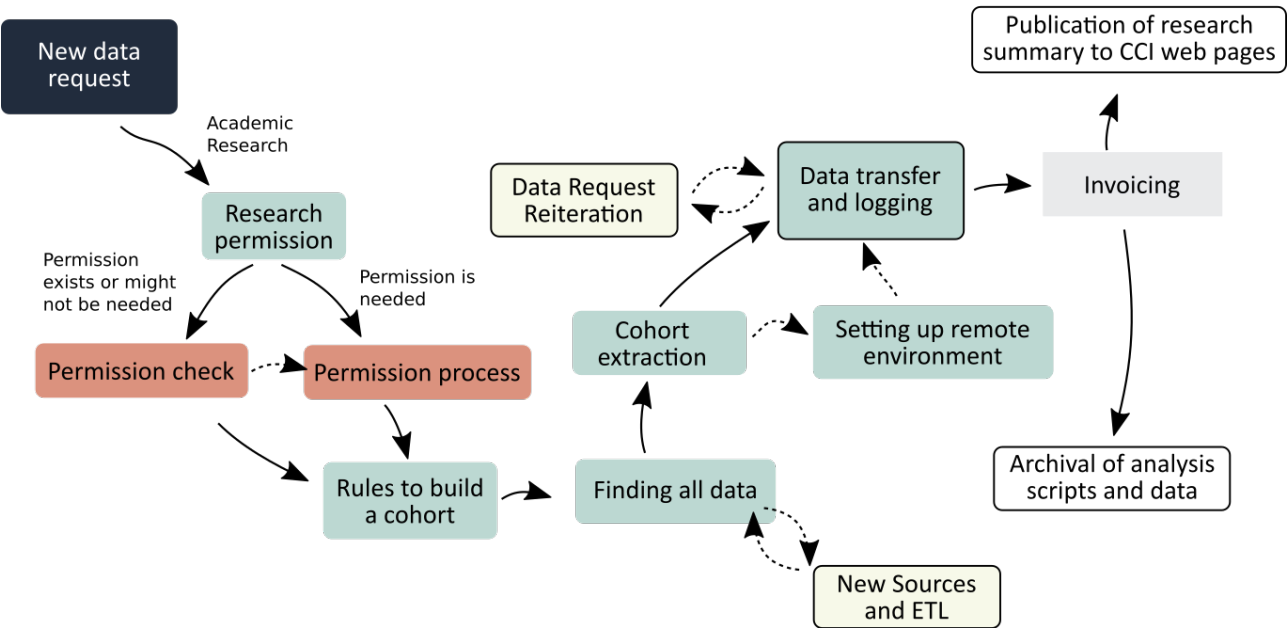 New data
request
Academic
Research
Research
permission
Permission
exists or might
not be needed
Permission is
needed
Permission check
Permission process
Rules to build
a cohort
Finding all data
New Sources
and ETL
Cohort
extraction
Setting up remote
environment
Data Request
Reiteration
Data transfer
and logging
Invoicing
Publication of research
summary to CCI web pages
Archival of analysis
scripts and data